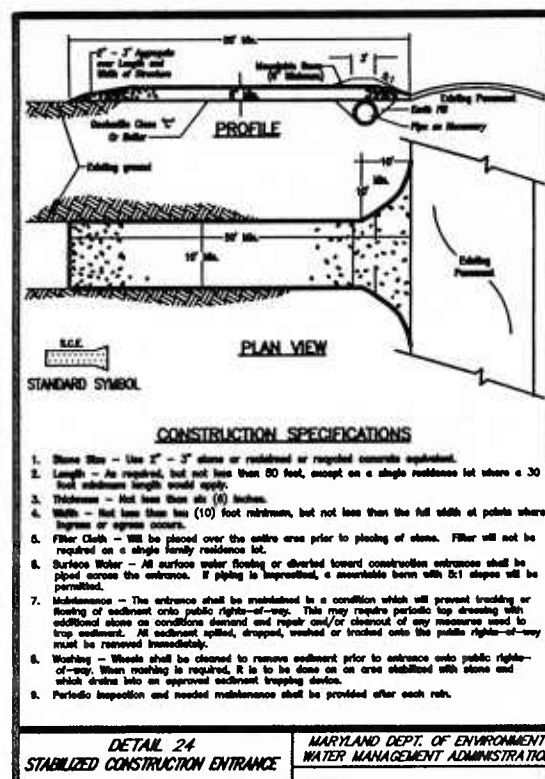 50' Min.
2" - 3" Aggregate
over Length and
Width of Structure
Mountable Berm
(6" Minimum)
3'
5:1
Existing Pavement
Earth Fill
Pipe as Necessary
6" Min.
Geotextile Class "C"
Or Better
PROFILE
Existing ground
10'
10'
Min.
50' Min.
10' Min.
Existing
Pavement
PLAN VIEW
S.C.E.
STANDARD SYMBOL
CONSTRUCTION SPECIFICATIONS
1. Stone Size - Use 2" - 3" stone or reclaimed or recycled concrete equivalent.
2. Length - As required, but not less than 50 feet, except on a single residence lot where a 30
foot minimum length would apply.
3. Thickness - Not less than six (6) inches.
4. Width - Not less than ten (10) foot minimum, but not less than the full width at points where
ingress or egress occurs.
5. Filter Cloth - Will be placed over the entire area prior to placing of stone. Filter will not be
required on a single family residence lot.
6. Surface Water - All surface water flowing or diverted toward construction entrances shall be
piped across the entrance. If piping is impractical, a mountable berm with 5:1 slopes will be
permitted.
7. Maintenance - The entrance shall be maintained in a condition which will prevent tracking or
flowing of sediment onto public rights-of-way. This may require periodic top dressing with
additional stone as conditions demand and repair and/or cleanout of any measures used to
trap sediment. All sediment spilled, dropped, washed or tracked onto the public rights-of-way
must be removed immediately.
8. Washing - Wheels shall be cleaned to remove sediment prior to entrance onto public rights-
of-way. When washing is required, it is to be done on an area stabilized with stone and
which drains into an approved sediment trapping device.
9. Periodic inspection and needed maintenance shall be provided after each rain.
DETAIL 24
STABILIZED CONSTRUCTION ENTRANCE
MARYLAND DEPT. OF ENVIRONMENT
WATER MANAGEMENT ADMINISTRATION